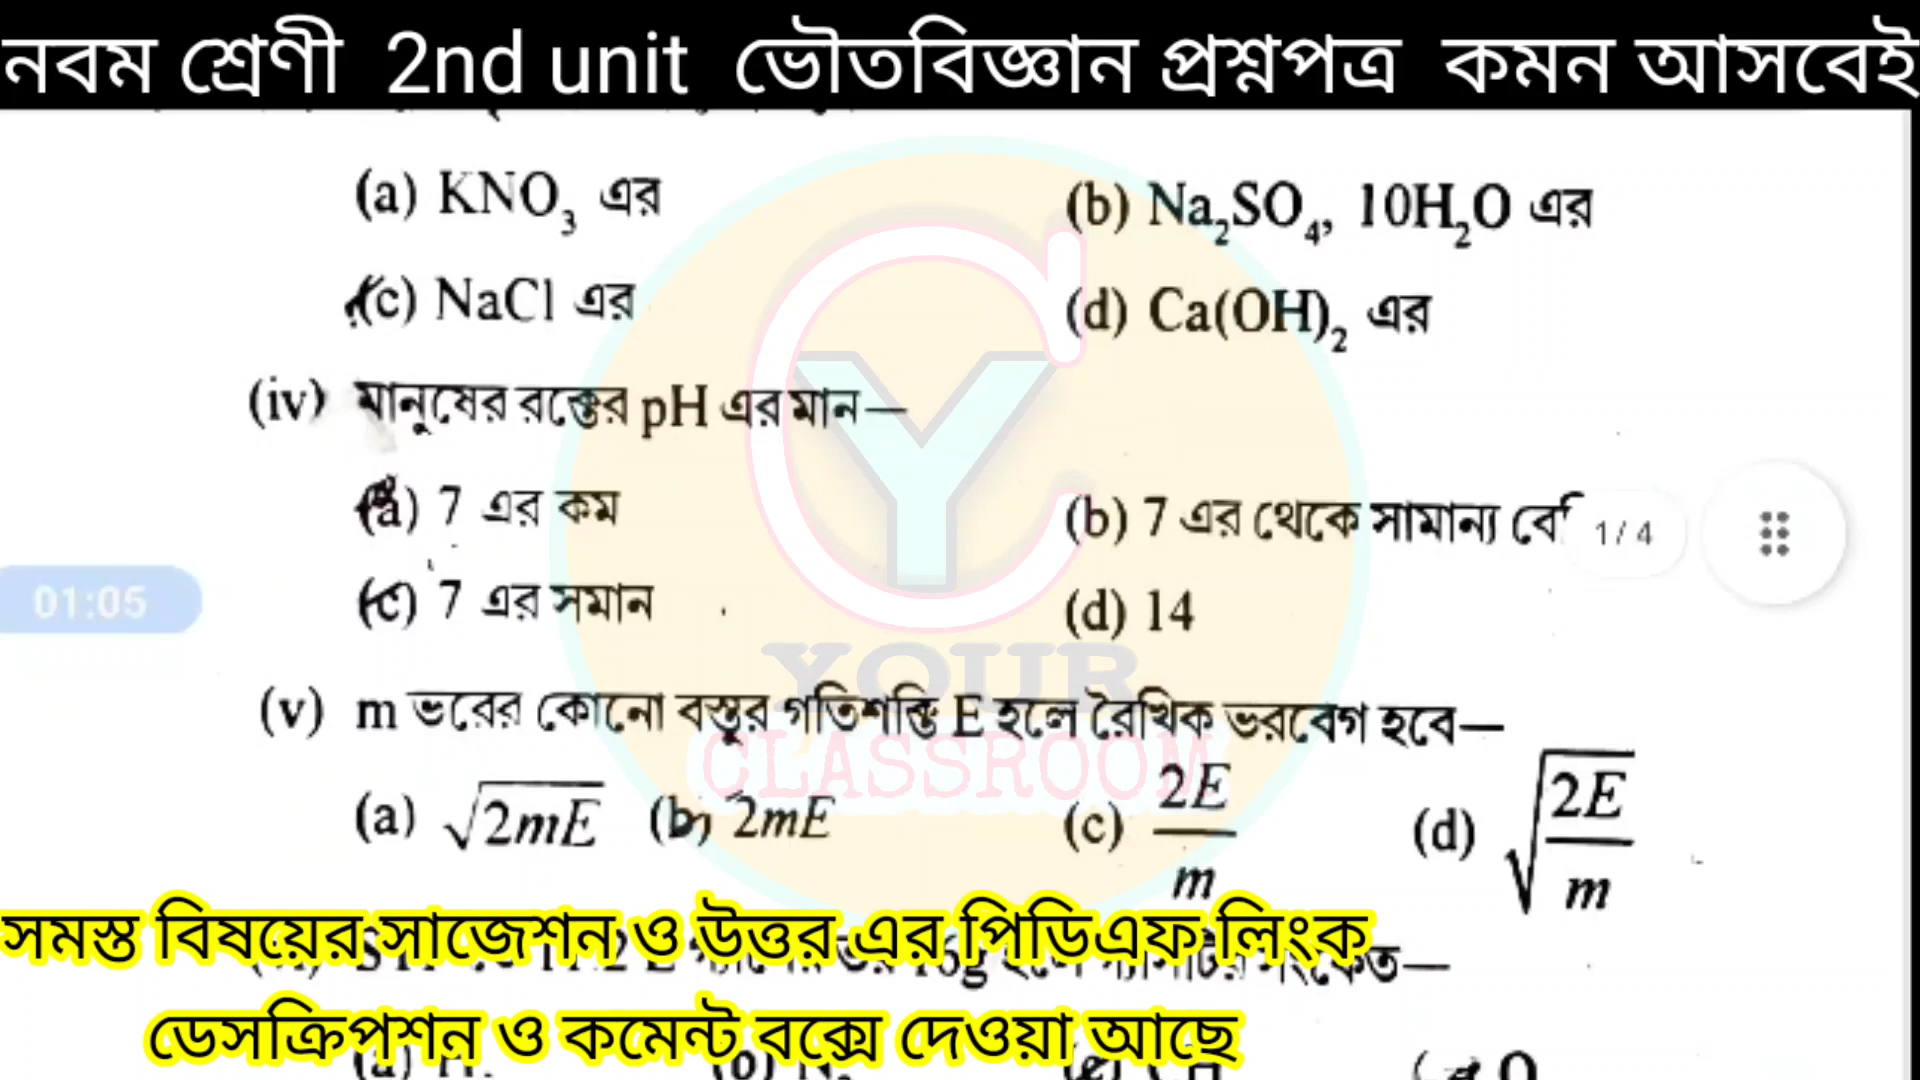 নবম শ্রেণী 2nd unit ভৌতবিজ্ঞান প্রশ্নপত্র কমন আসবেই
(a) KNO₃ এর (b) Na₂SO₄, 10H₂O এর
(c) NaCl এর (d) Ca(OH)₂ এর
(iv) মানুষের রক্তের pH এর মান—
(a) 7 এর কম (b) 7 এর থেকে সামান্য
1 / 4
01:05
(c) 7 এর সমান (d) 14
YOUR
(v) m ভরের কোনো বস্তুর গতিশক্তি E হলে রৈখিক ভরবেগ হবে—
CLASSROOM
(a) √2mE (b) 2mE (c) 2E/m (d) √2E/m
সমস্ত বিষয়ের সাজেশন ও উত্তর এর পিডিএফ লিংক
16g হলে সংকেত—
ডেসক্রিপশন ও কমেন্ট বক্সে দেওয়া আছে